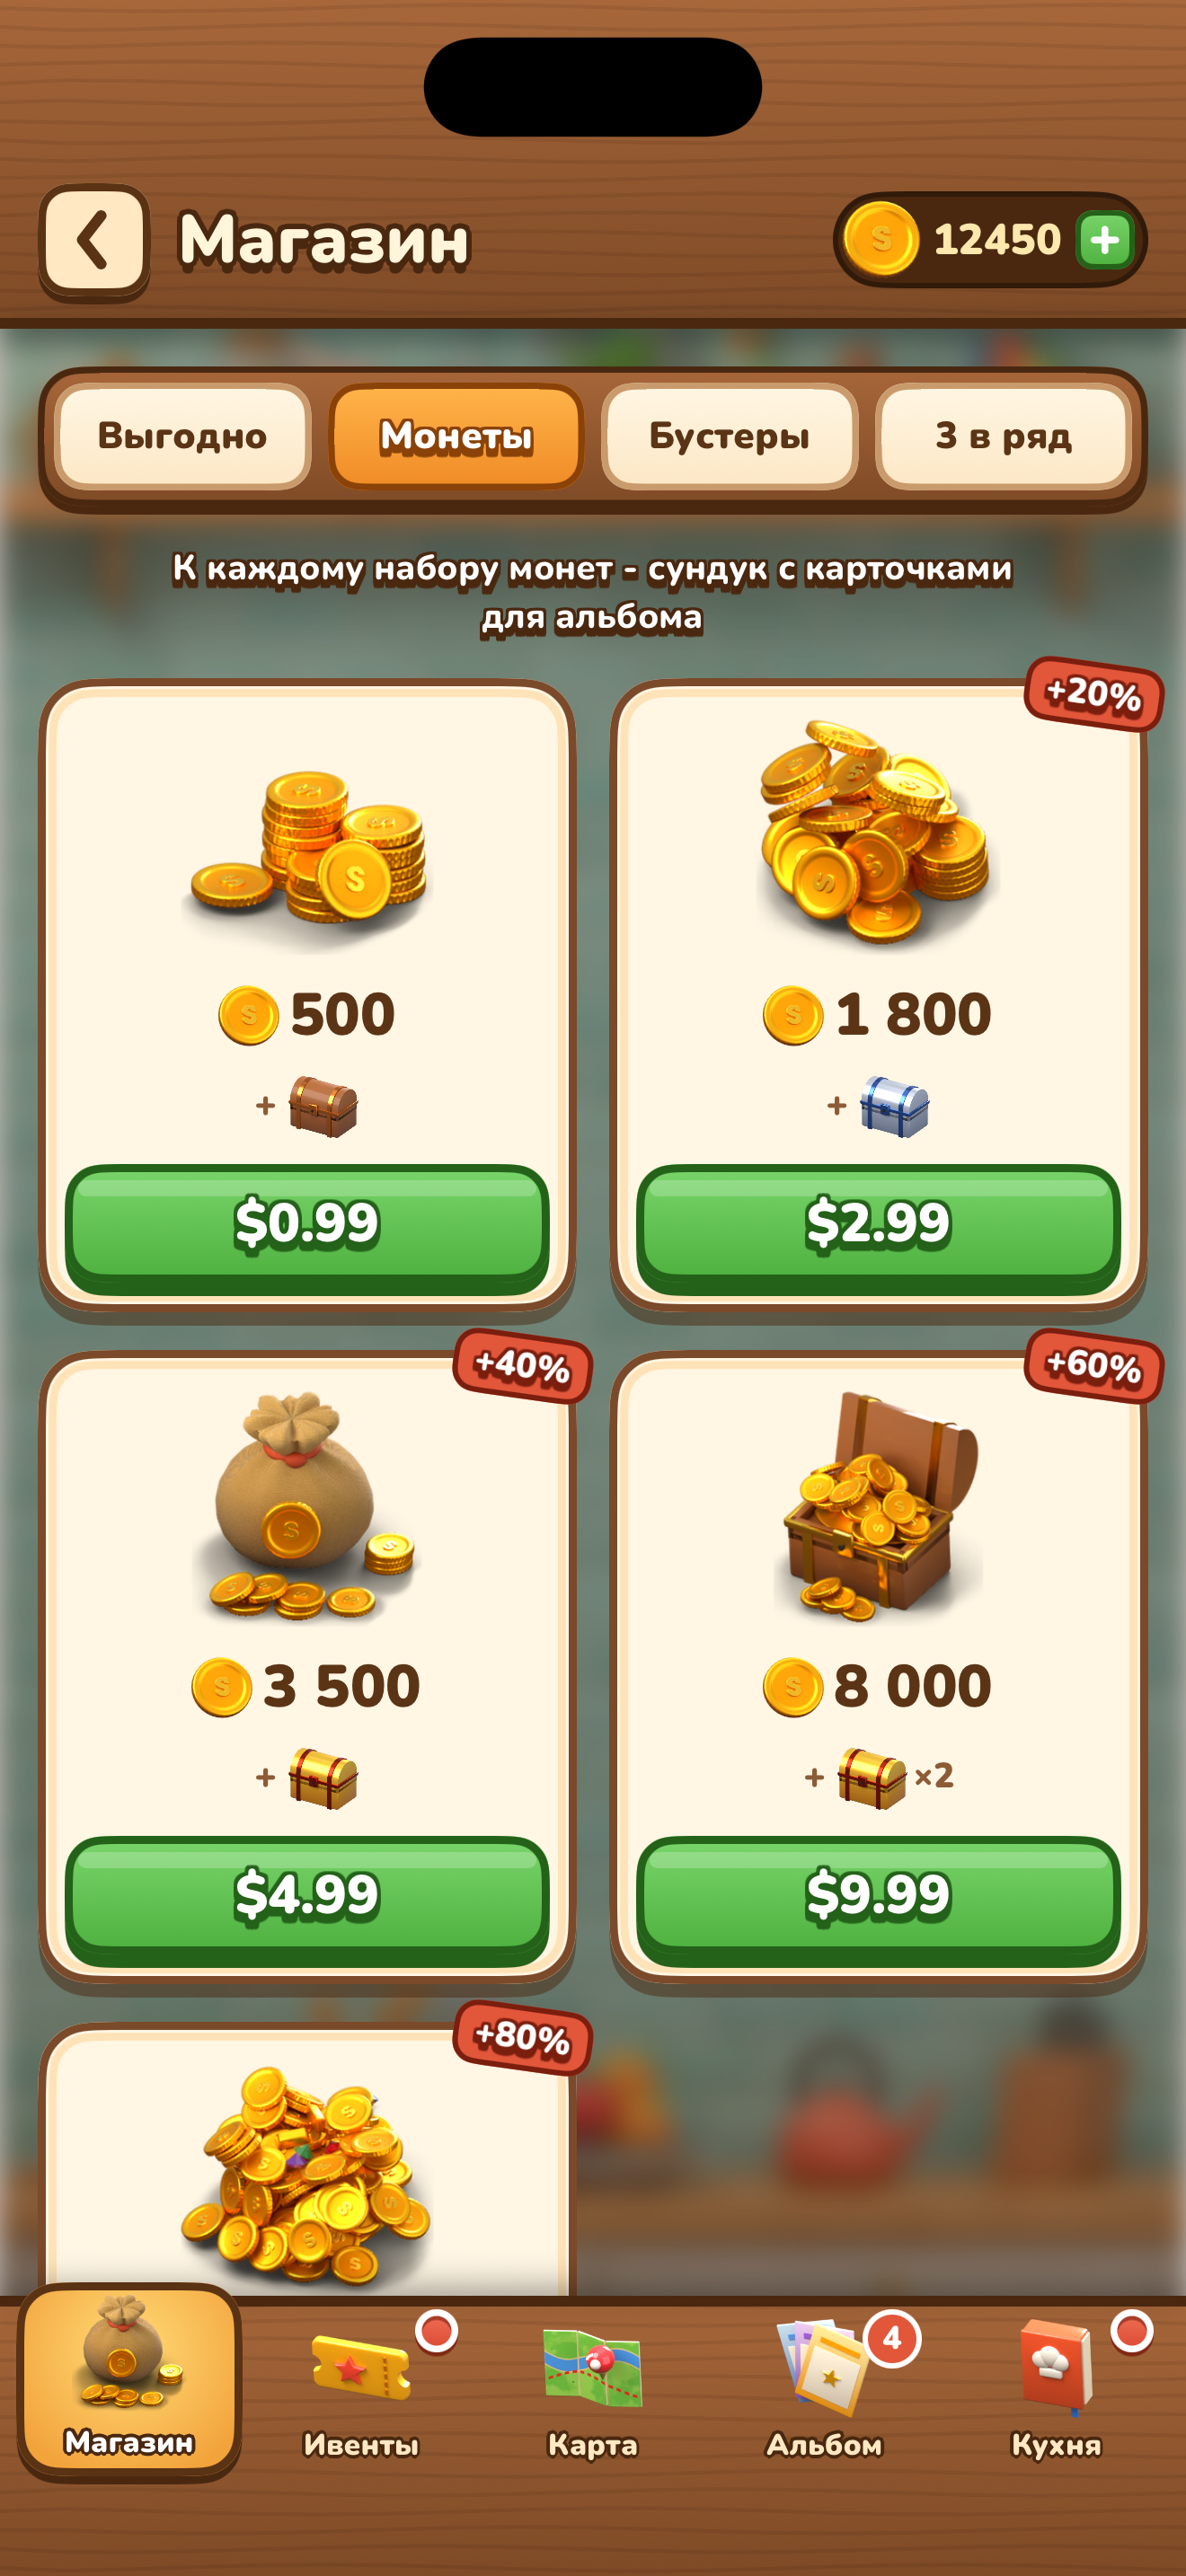 Магазин
12450
Выгодно
Монеты
Бустеры
3 в ряд
К каждому набору монет - сундук с карточками
для альбома
500
+
$0.99
+20%
1 800
+
$2.99
+40%
3 500
+
$4.99
+60%
8 000
+ ×2
$9.99
+80%
Магазин
Ивенты
Карта
4
Альбом
Кухня